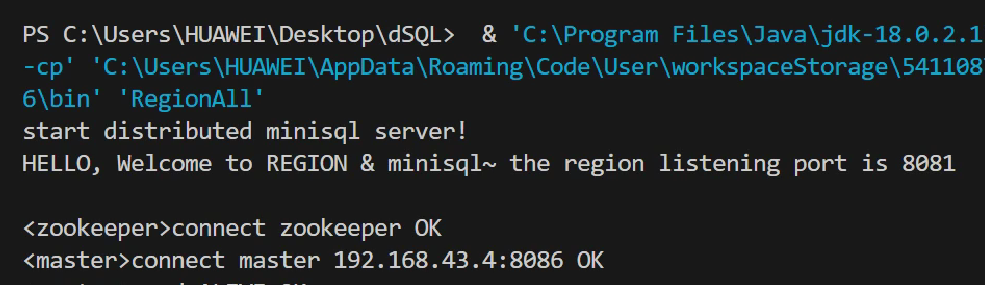 PS C:\Users\HUAWEI\Desktop\dSQL>  & 'C:\Program Files\Java\jdk-18.0.2.1
-cp' 'C:\Users\HUAWEI\AppData\Roaming\Code\User\workspaceStorage\541108
6\bin' 'RegionAll'
start distributed minisql server!
HELLO, Welcome to REGION & minisql~ the region listening port is 8081
<zookeeper>connect zookeeper OK
<master>connect master 192.168.43.4:8086 OK